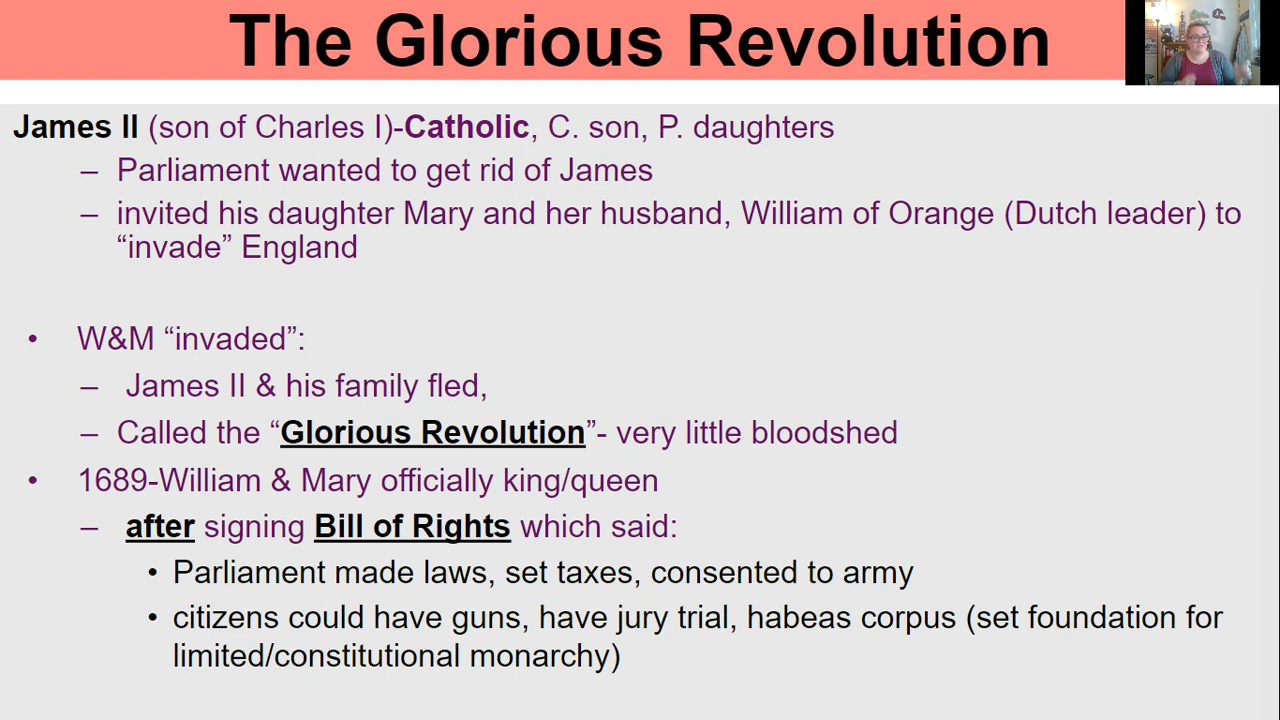 The Glorious Revolution
James II (son of Charles I)-Catholic, C. son, P. daughters
– Parliament wanted to get rid of James
– invited his daughter Mary and her husband, William of Orange (Dutch leader) to
“invade” England
• W&M “invaded”:
– James II & his family fled,
– Called the “Glorious Revolution”- very little bloodshed
• 1689-William & Mary officially king/queen
– after signing Bill of Rights which said:
• Parliament made laws, set taxes, consented to army
• citizens could have guns, have jury trial, habeas corpus (set foundation for
limited/constitutional monarchy)